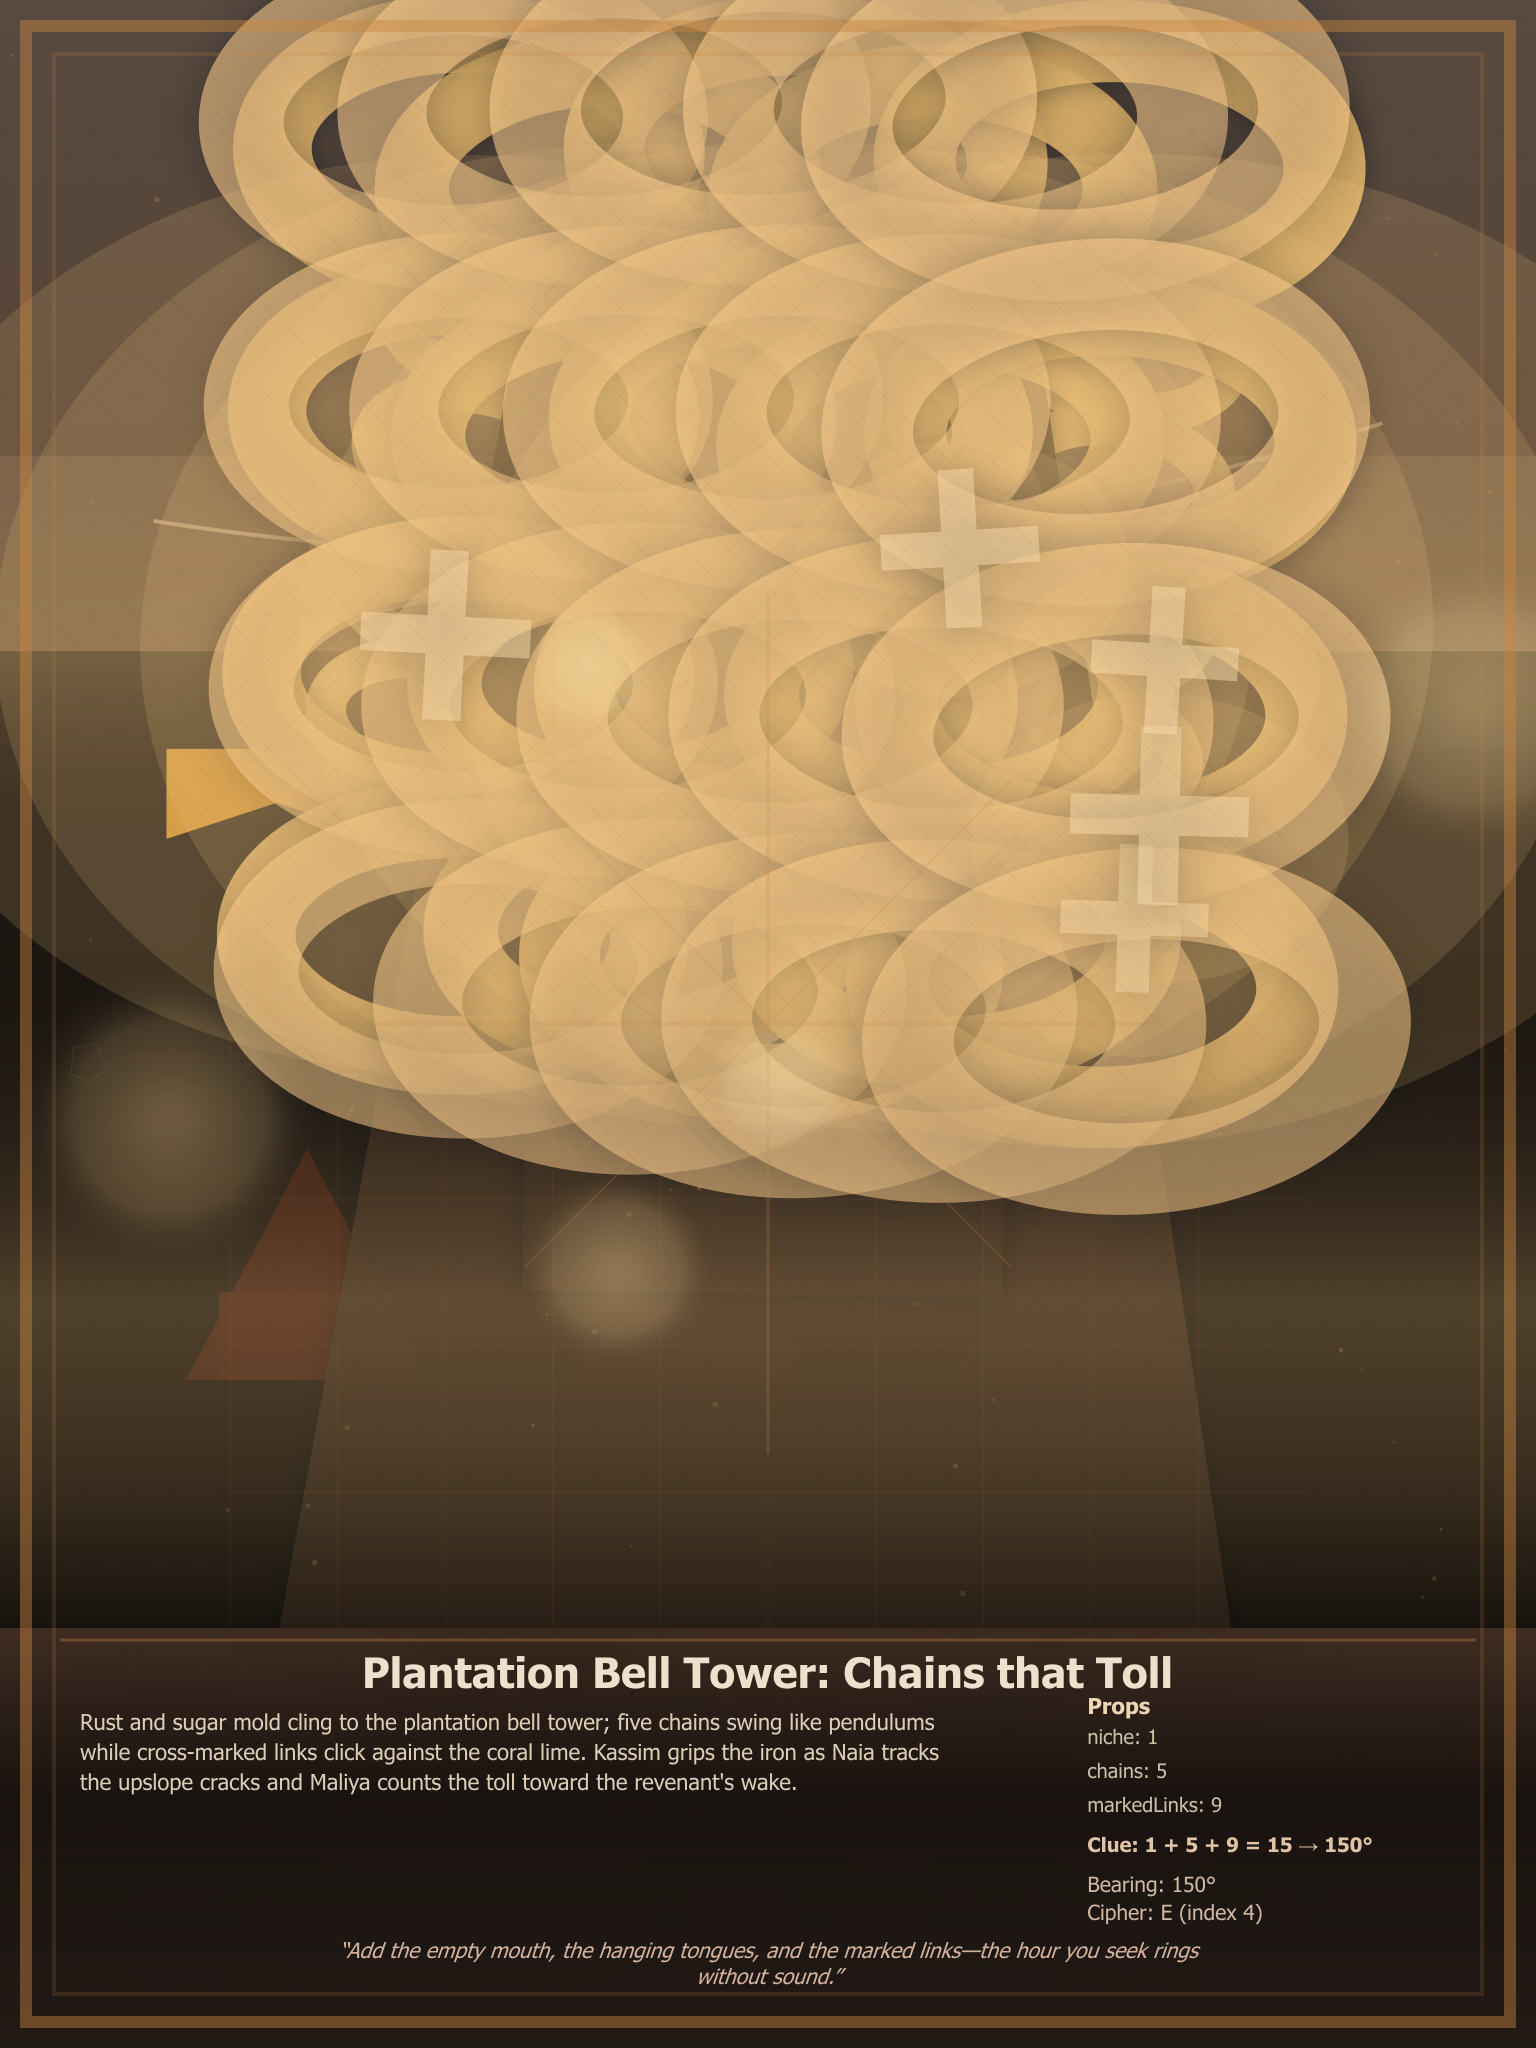 Plantation Bell Tower: Chains that Toll
Rust and sugar mold cling to the plantation bell tower; five chains swing like pendulums
while cross-marked links click against the coral lime. Kassim grips the iron as Naia tracks
the upslope cracks and Maliya counts the toll toward the revenant's wake.
Props
niche: 1
chains: 5
markedLinks: 9
Clue: 1 + 5 + 9 = 15 → 150°
Bearing: 150°
Cipher: E (index 4)
“Add the empty mouth, the hanging tongues, and the marked links—the hour you seek rings
without sound.”